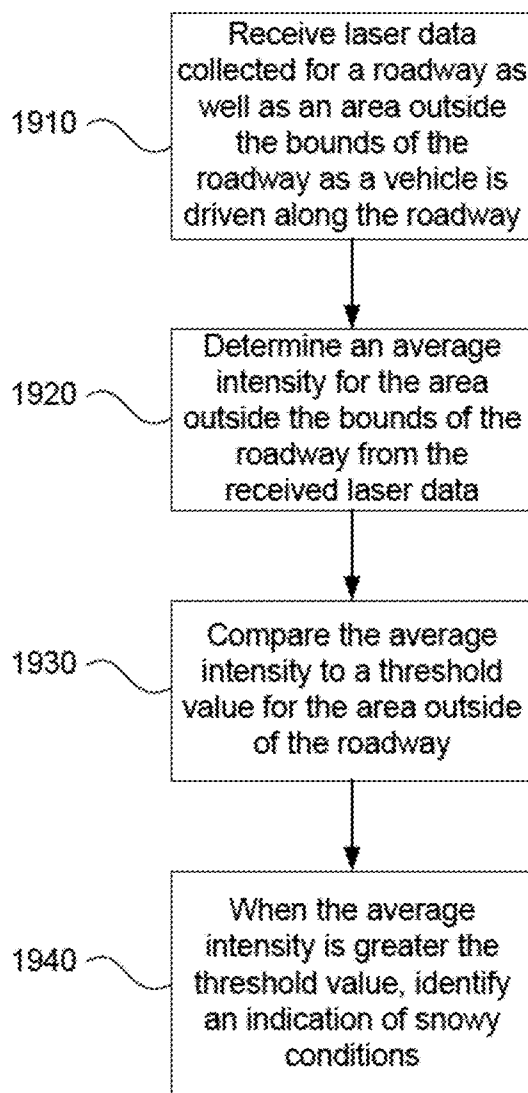 1910
Receive laser data
collected for a roadway as
well as an area outside
the bounds of the
roadway as a vehicle is
driven along the roadway
1920
Determine an average
intensity for the area
outside the bounds of the
roadway from the
received laser data
1930
Compare the average
intensity to a threshold
value for the area outside
of the roadway
1940
When the average
intensity is greater the
threshold value, identify
an indication of snowy
conditions